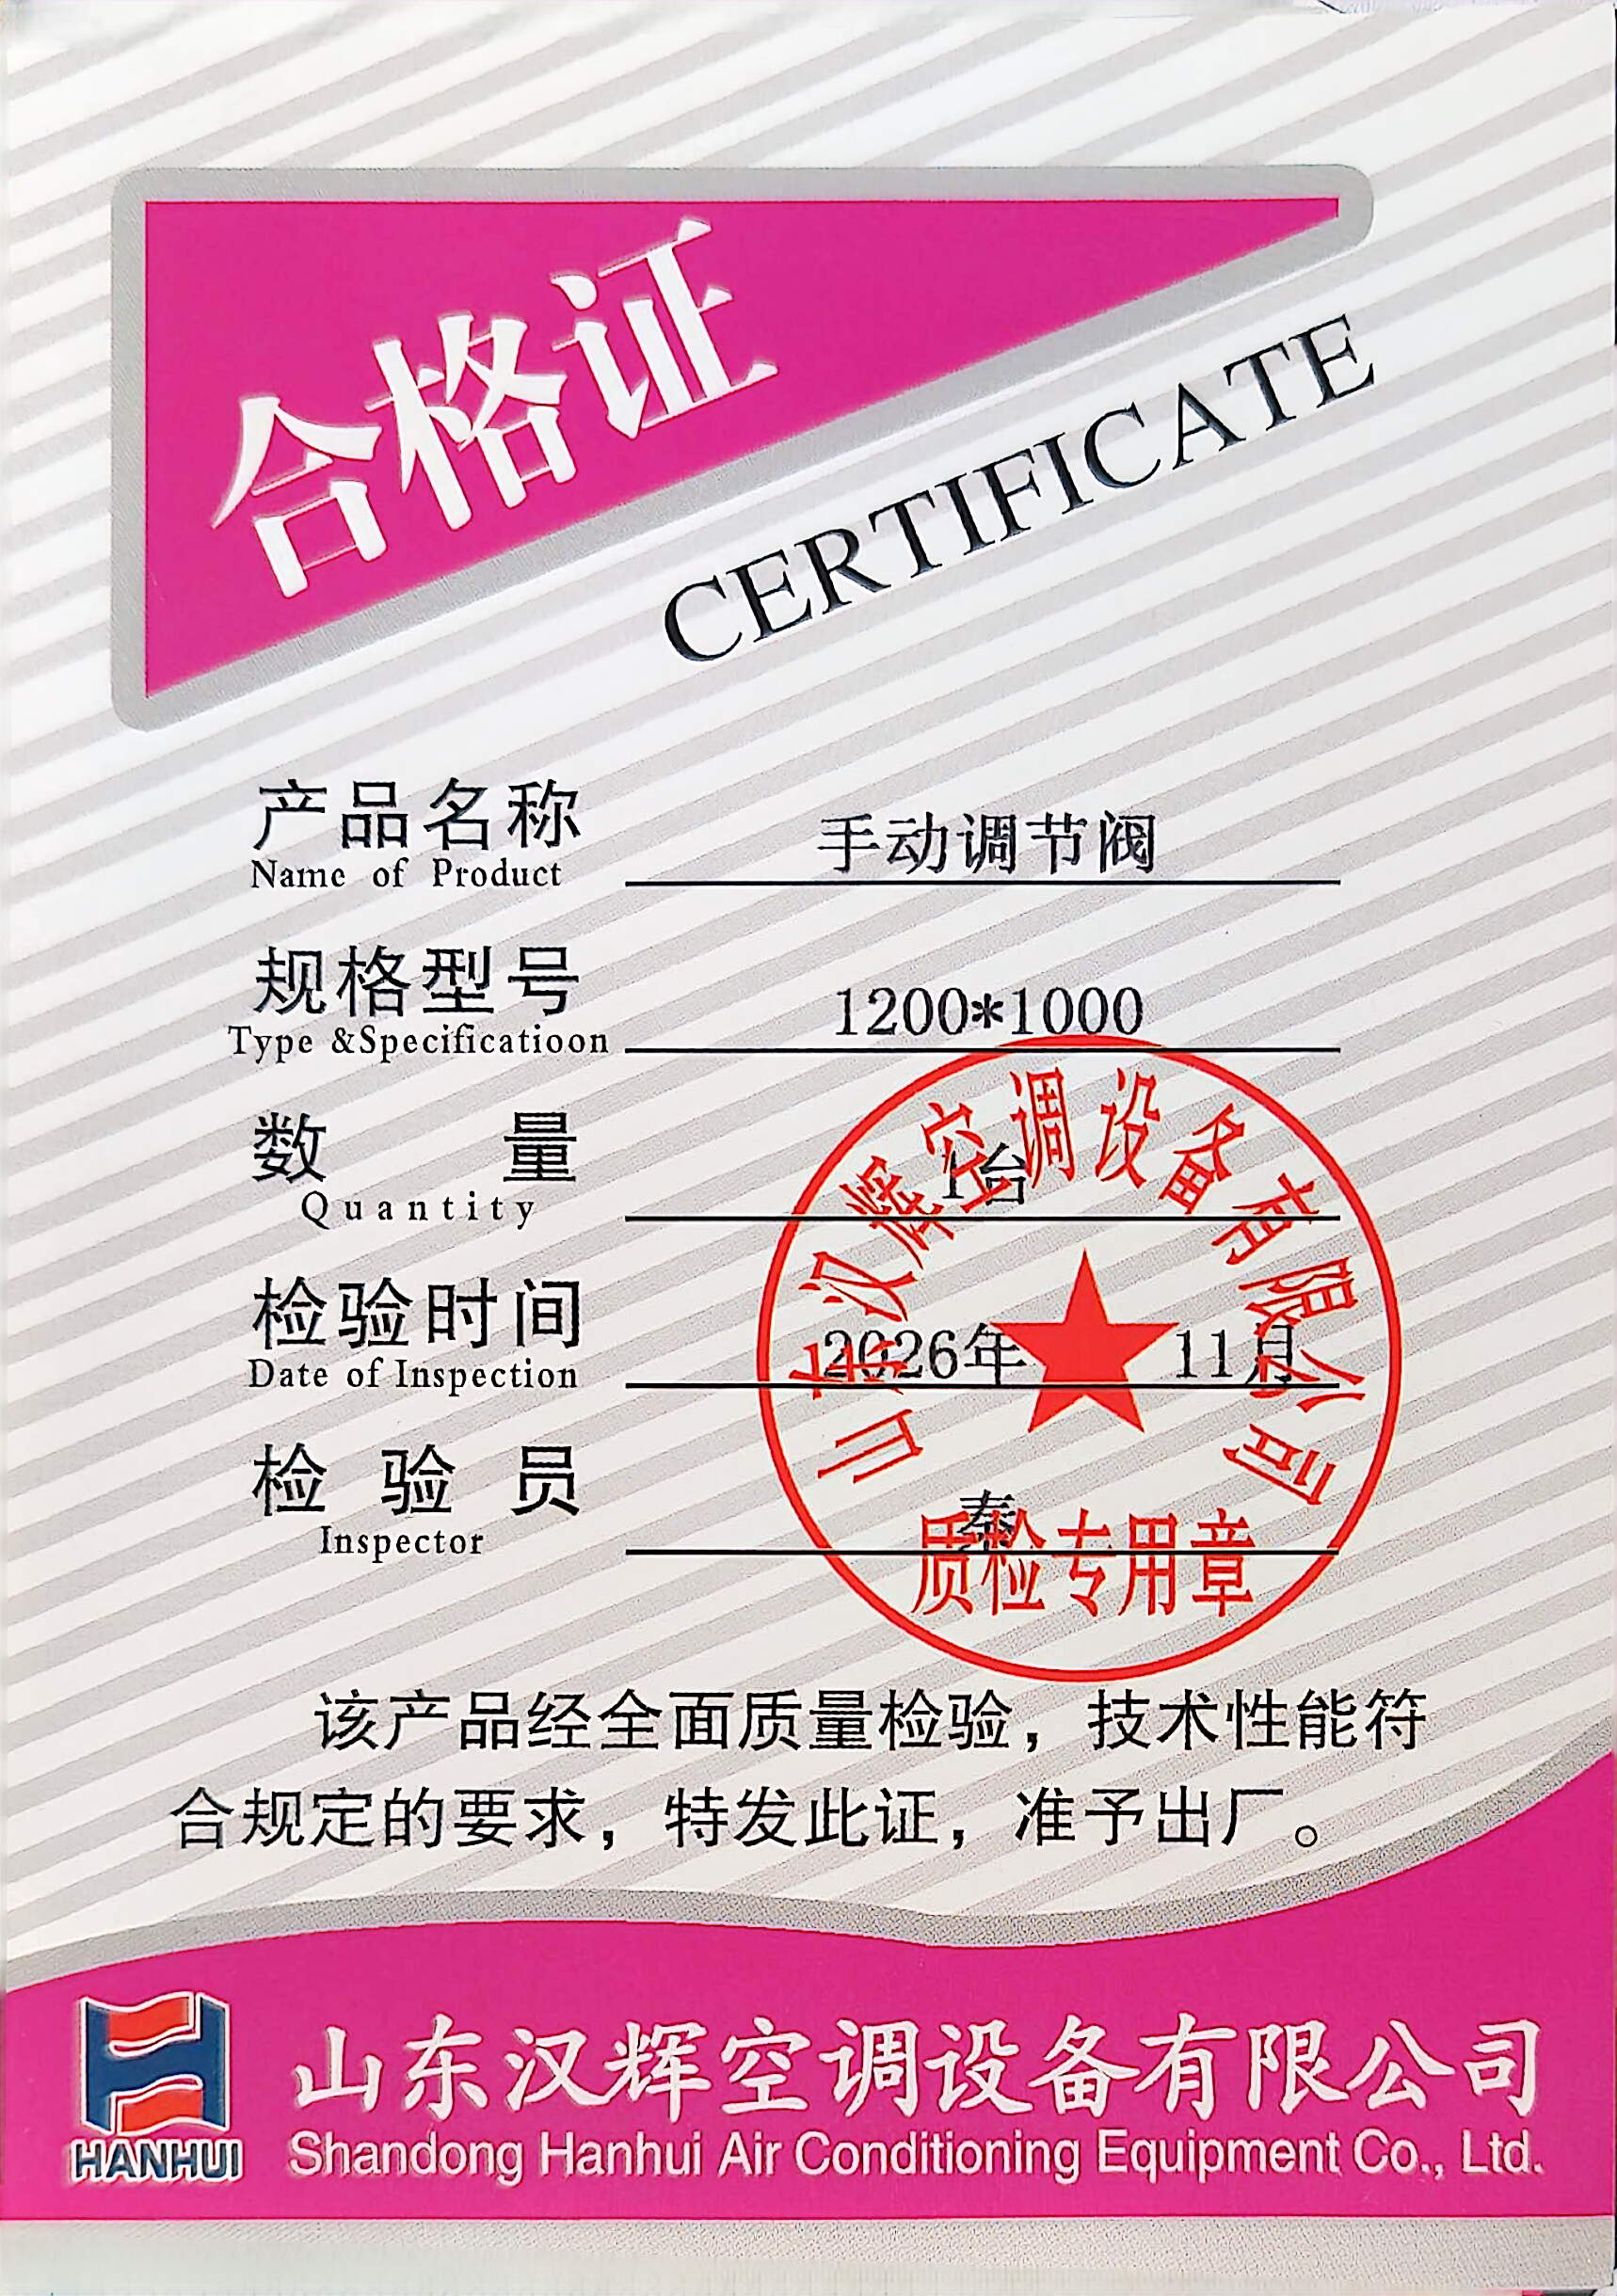 合格证
CERTIFICATE
产品名称 手动调节阀
Name of Product
规格型号 1200*1000
Type &Specificatioon
数量 1台
Quantity
检验时间 2026年 11月
Date of Inspection
检验员 秦
Inspector
山东汉辉空调设备有限公司
质检专用章
该产品经全面质量检验，技术性能符
合规定的要求，特发此证，准予出厂。
HANHUI
山东汉辉空调设备有限公司
Shandong Hanhui Air Conditioning Equipment Co., Ltd.